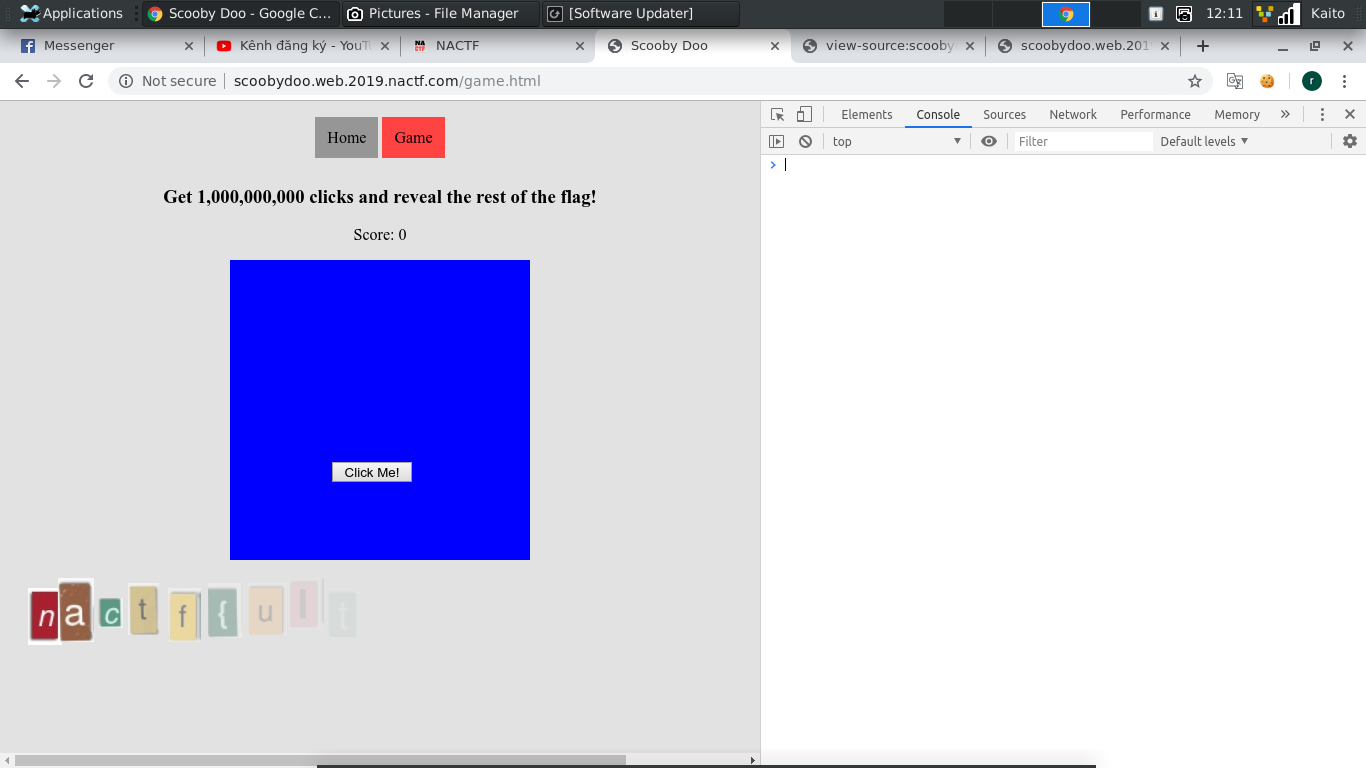 Applications Scooby Doo - Google C... Pictures - File Manager [Software Updater] 12:11 Kaito
Messenger Kênh đăng ký - YouTu NACTF Scooby Doo view-source:scooby scoobydoo.web.201
Not secure scoobydoo.web.2019.nactf.com/game.html r
Elements Console Sources Network Performance Memory
top Filter Default levels
Home Game
Get 1,000,000,000 clicks and reveal the rest of the flag!
Score: 0
Click Me!
nactf{ult